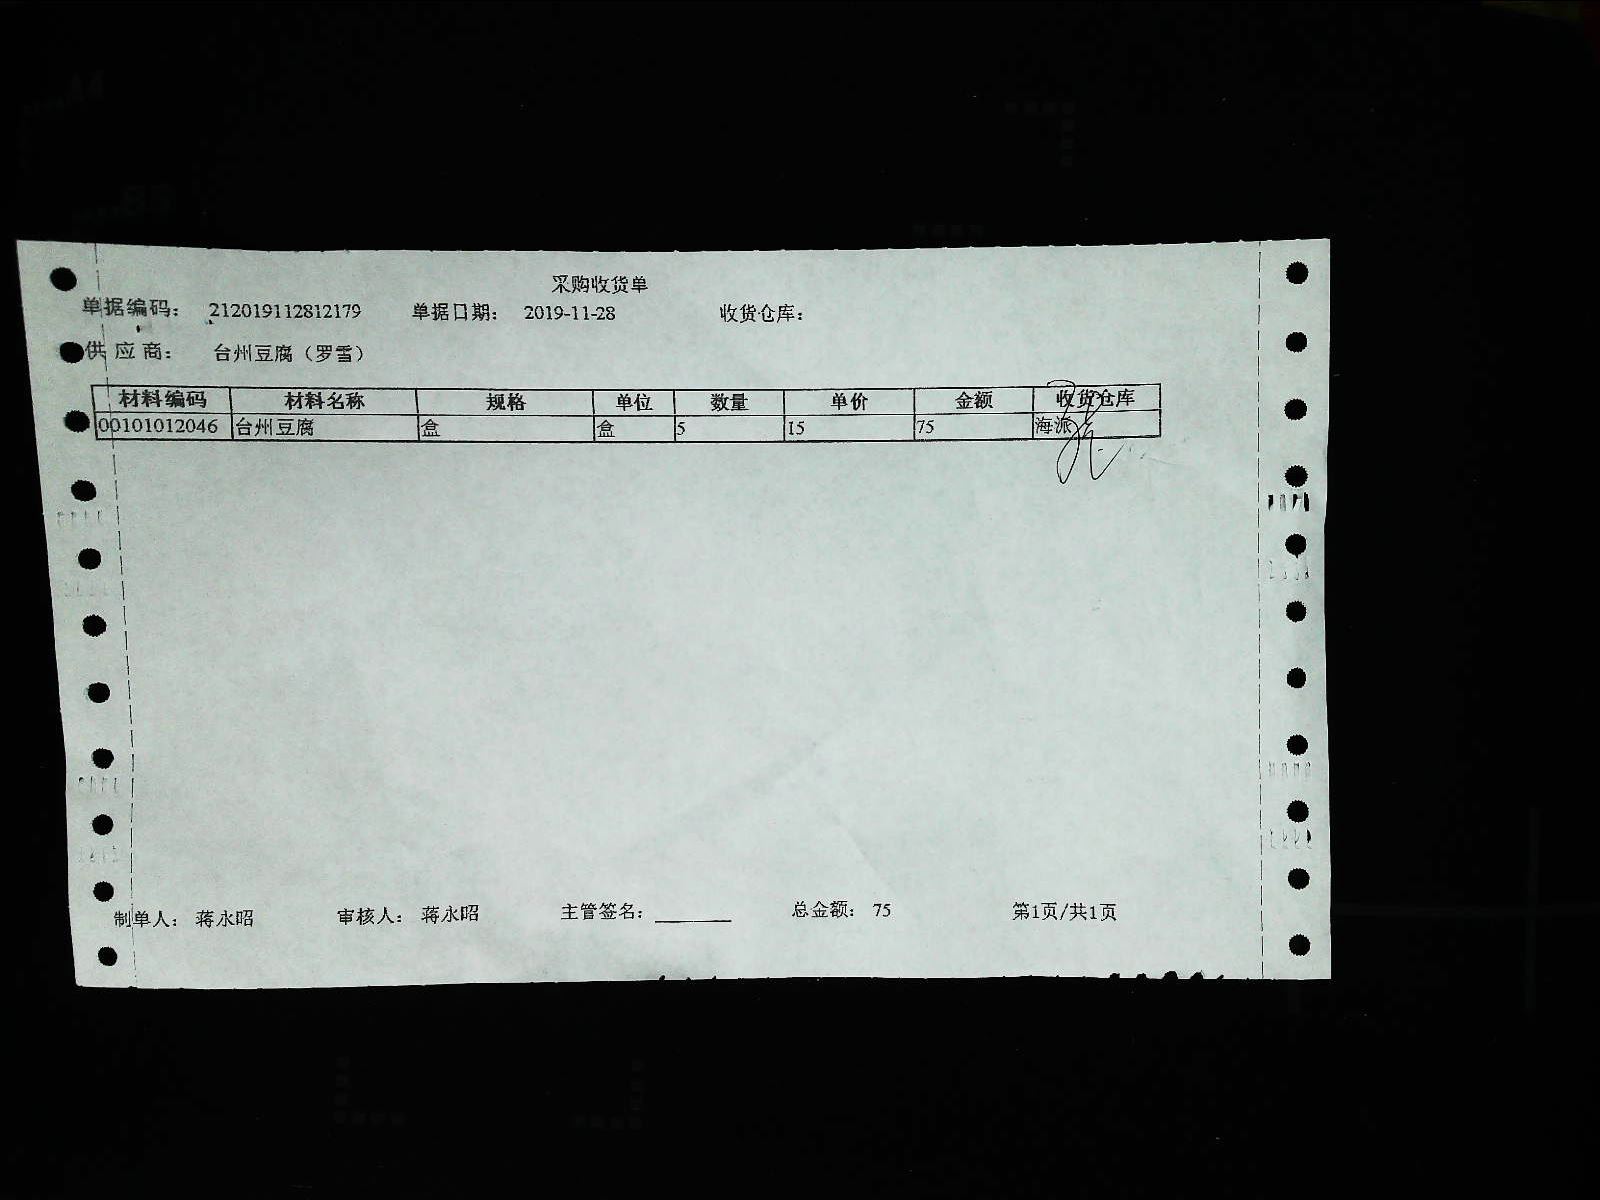 采购收货单
单据编码： 212019112812179 单据日期： 2019-11-28 收货仓库：
供 应 商： 台州豆腐（罗雪）
材料编码 材料名称 规格 单位 数量 单价 金额 收货仓库
00101012046 台州豆腐 盒 盒 5 15 75 海派
制单人： 蒋永昭 审核人： 蒋永昭 主管签名： 总金额： 75 第1页/共1页